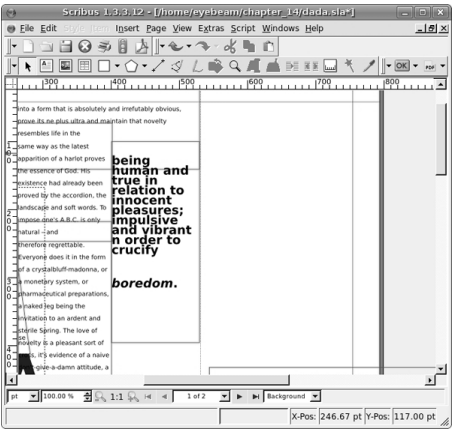 Scribus 1.3.3.12 - [/home/eyebeam/chapter_14/dada.sla*]
File Edit Style Item Insert Page View Extras Script Windows Help
OK PDF
300 400 500 600 700 800
into a form that is absolutely and irrefutably obvious,
prove its ne plus ultra and maintain that novelty
resembles life in the
same way as the latest
apparition of a harlot proves
the essence of God. His
existence had already been
proved by the accordion, the
landscape and soft words. To
impose one's A.B.C. is only
natural - and
therefore regrettable.
Everyone does it in the form
of a crystalbluff-madonna, or
a monetary system, or
pharmaceutical preparations,
a naked leg being the
invitation to an ardent and
sterile Spring. The love of
novelty is a pleasant sort of
it's evidence of a naive
give-a-damn attitude, a
being
human and
true in
relation to
innocent
pleasures;
impulsive
and vibrant
n order to
crucify
boredom.
se
100
200
300
400
pt 100.00 % 1:1 1 of 2 Background
X-Pos: 246.67 pt Y-Pos: 117.00 pt